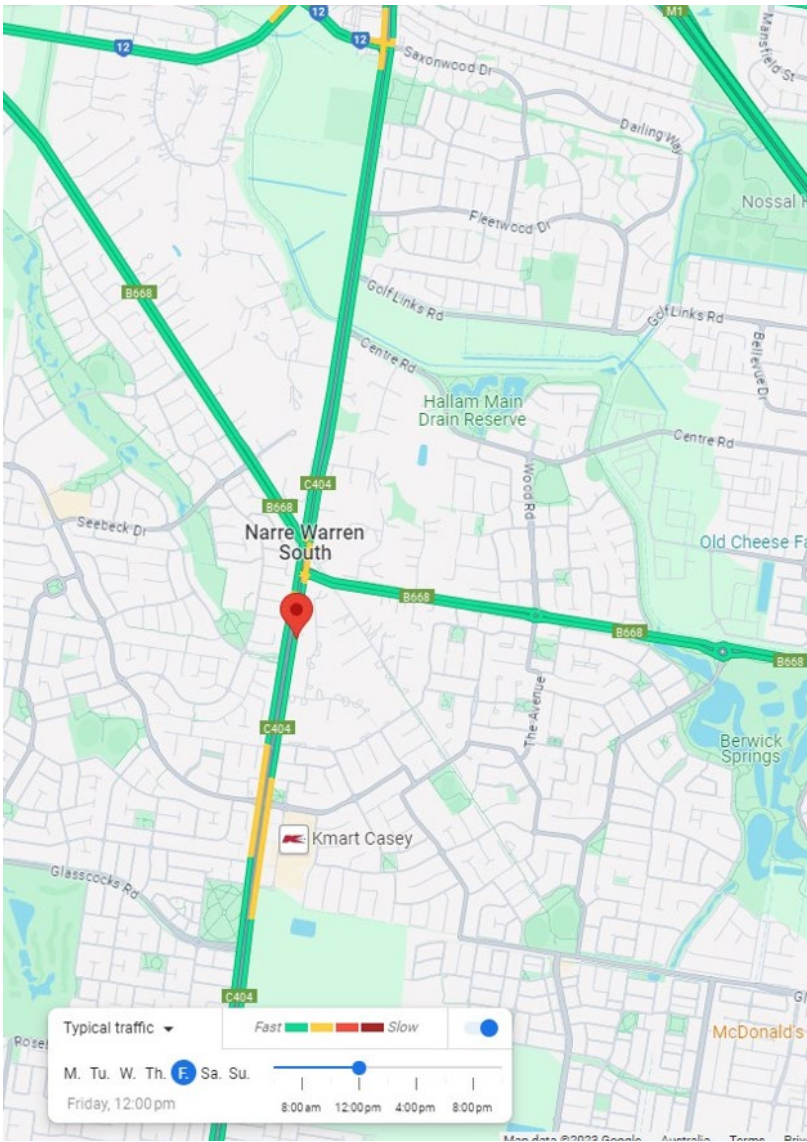 12
M1
12
12
Mansfield St
Saxonwood Dr
Darling Way
Nossal
Fleetwood Dr
B668
Golf Links Rd
Golf Links Rd
Bellevue Dr
Centre Rd
Hallam Main
Drain Reserve
Centre Rd
C404
B668
Wood Rd
Seebeck Dr
Narre Warren
South
Old Cheese Fa
B668
B668
B668
The Avenue
C404
Berwick
Springs
Kmart Casey
Glasscocks Rd
C404
Gl
McDonald's
Typical traffic
Fast
Slow
M. Tu. W. Th. F. Sa. Su.
Friday, 12:00 pm
8:00 am 12:00 pm 4:00 pm 8:00 pm
Map data ©2023 Google Australia Terms